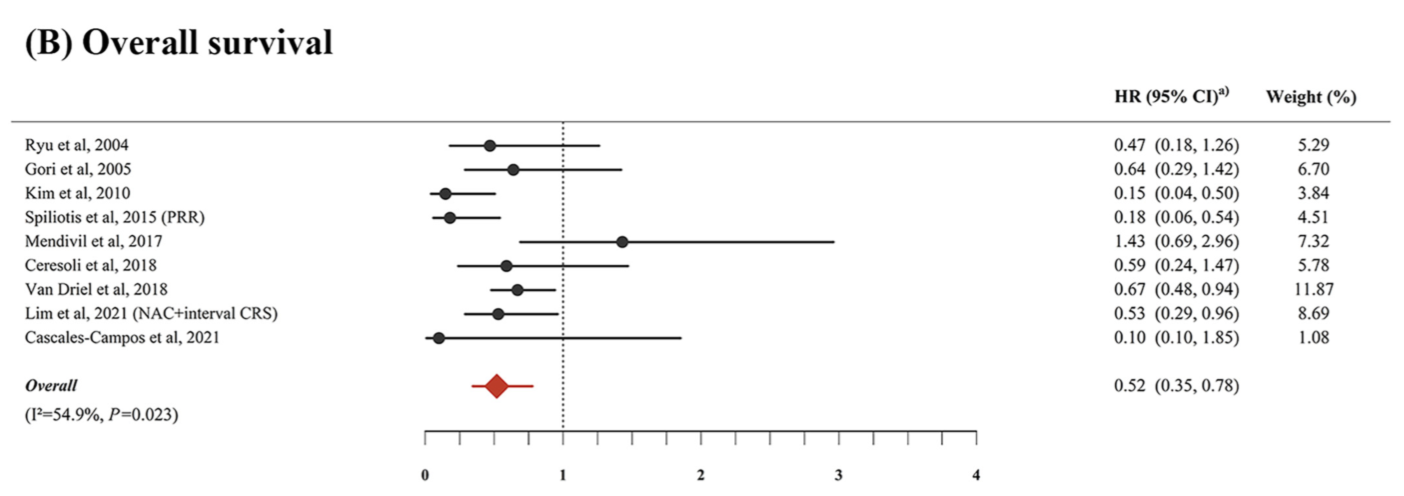 (B) Overall survival
HR (95% CI)a) Weight (%)
Ryu et al, 2004 0.47 (0.18, 1.26) 5.29
Gori et al, 2005 0.64 (0.29, 1.42) 6.70
Kim et al, 2010 0.15 (0.04, 0.50) 3.84
Spiliotis et al, 2015 (PRR) 0.18 (0.06, 0.54) 4.51
Mendivil et al, 2017 1.43 (0.69, 2.96) 7.32
Ceresoli et al, 2018 0.59 (0.24, 1.47) 5.78
Van Driel et al, 2018 0.67 (0.48, 0.94) 11.87
Lim et al, 2021 (NAC+interval CRS) 0.53 (0.29, 0.96) 8.69
Cascales-Campos et al, 2021 0.10 (0.10, 1.85) 1.08
Overall 0.52 (0.35, 0.78)
(I²=54.9%, P=0.023)
0 1 2 3 4